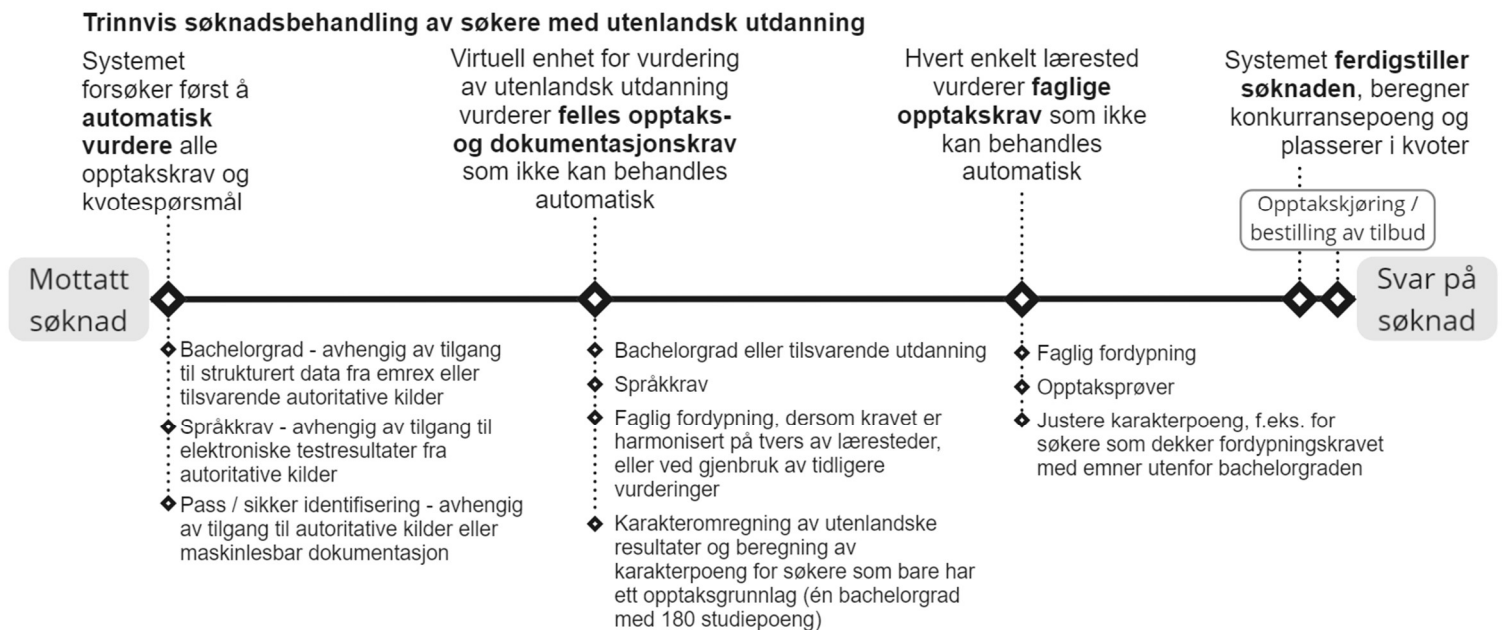 Trinnvis søknadsbehandling av søkere med utenlandsk utdanning
Systemet
forsøker først å
automatisk
vurdere alle
opptakskrav og
kvotespørsmål
Virtuell enhet for vurdering
av utenlandsk utdanning
vurderer felles opptaks-
og dokumentasjonskrav
som ikke kan behandles
automatisk
Hvert enkelt lærested
vurderer faglige
opptakskrav som ikke
kan behandles
automatisk
Systemet ferdigstiller
søknaden, beregner
konkurransepoeng og
plasserer i kvoter
Opptakskjøring /
bestilling av tilbud
Mottatt
søknad
Svar på
søknad
Bachelorgrad - avhengig av tilgang
til strukturert data fra emrex eller
tilsvarende autoritative kilder
Språkkrav - avhengig av tilgang til
elektroniske testresultater fra
autoritative kilder
Pass / sikker identifisering - avhengig
av tilgang til autoritative kilder eller
maskinlesbar dokumentasjon
Bachelorgrad eller tilsvarende utdanning
Språkkrav
Faglig fordypning, dersom kravet er
harmonisert på tvers av læresteder,
eller ved gjenbruk av tidligere
vurderinger
Karakteromregning av utenlandske
resultater og beregning av
karakterpoeng for søkere som bare har
ett opptaksgrunnlag (én bachelorgrad
med 180 studiepoeng)
Faglig fordypning
Opptaksprøver
Justere karakterpoeng, f.eks. for
søkere som dekker fordypningskravet
med emner utenfor bachelorgraden